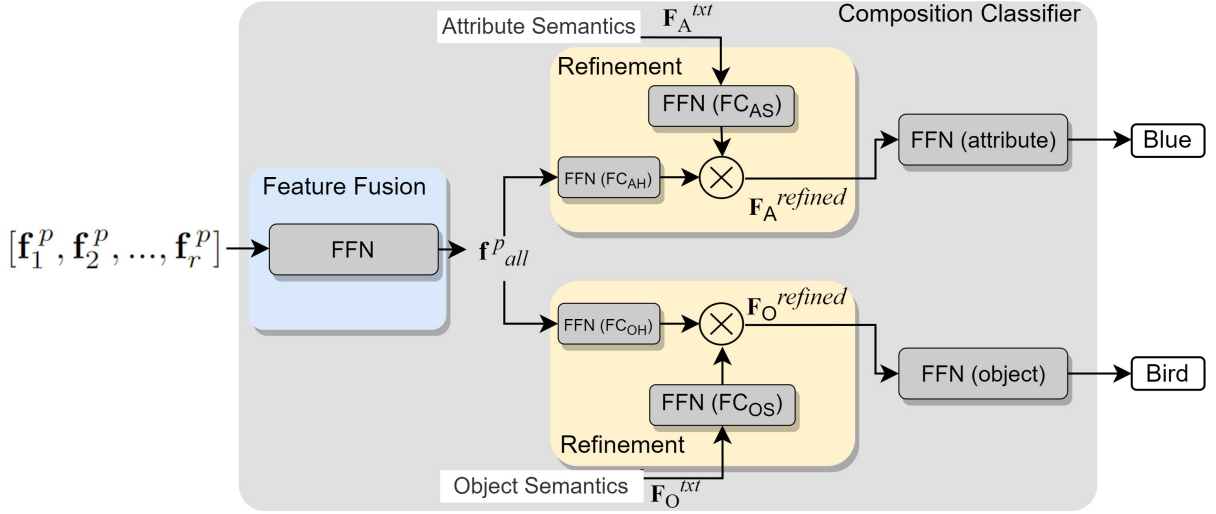 Composition Classifier
Attribute Semantics
F_A^txt
Refinement
FFN (FC_AS)
FFN (FC_AH)
F_A^refined
FFN (attribute)
Blue
Feature Fusion
FFN
[f_1^p, f_2^p, ..., f_r^p]
f^p_all
FFN (FC_OH)
F_O^refined
FFN (FC_OS)
Refinement
FFN (object)
Bird
Object Semantics
F_O^txt